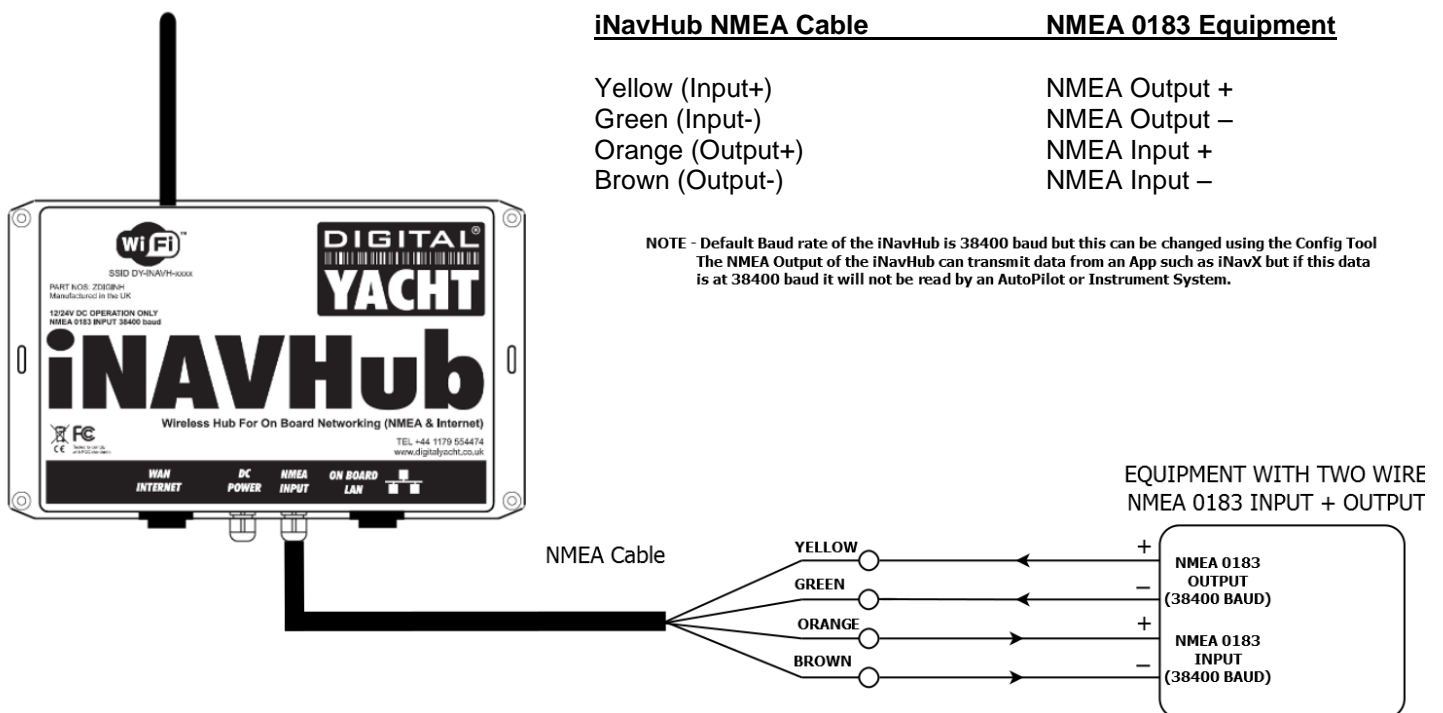 iNavHub NMEA Cable NMEA 0183 Equipment
Yellow (Input+) NMEA Output +
Green (Input-) NMEA Output –
Orange (Output+) NMEA Input +
Brown (Output-) NMEA Input –
NOTE - Default Baud rate of the iNavHub is 38400 baud but this can be changed using the Config Tool
The NMEA Output of the iNavHub can transmit data from an App such as iNavX but if this data
is at 38400 baud it will not be read by an AutoPilot or Instrument System.
WiFi™
SSID DY-INAVH-xxxx
DIGITAL®
YACHT
PART NOS: ZDIGINH
Manufactured in the UK
12/24V DC OPERATION ONLY
NMEA 0183 INPUT 38400 baud
iNAVHub
Wireless Hub For On Board Networking (NMEA & Internet)
FC
CE
TEL +44 1179 554474
www.digitalyacht.co.uk
WAN
INTERNET
DC
POWER
NMEA
INPUT
ON BOARD
LAN
EQUIPMENT WITH TWO WIRE
NMEA 0183 INPUT + OUTPUT
NMEA Cable
YELLOW +
GREEN –
ORANGE +
BROWN –
NMEA 0183
OUTPUT
(38400 BAUD)
NMEA 0183
INPUT
(38400 BAUD)